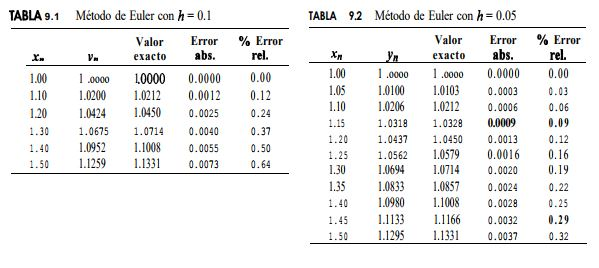 TABLA 9.1 Método de Euler con h = 0.1
Valor Error % Error
xₙ yₙ exacto abs. rel.
1.00 1.0000 1.0000 0.0000 0.00
1.10 1.0200 1.0212 0.0012 0.12
1.20 1.0424 1.0450 0.0025 0.24
1.30 1.0675 1.0714 0.0040 0.37
1.40 1.0952 1.1008 0.0055 0.50
1.50 1.1259 1.1331 0.0073 0.64
TABLA 9.2 Método de Euler con h = 0.05
Valor Error % Error
xₙ yₙ exacto abs. rel.
1.00 1.0000 1.0000 0.0000 0.00
1.05 1.0100 1.0103 0.0003 0.03
1.10 1.0206 1.0212 0.0006 0.06
1.15 1.0318 1.0328 0.0009 0.09
1.20 1.0437 1.0450 0.0013 0.12
1.25 1.0562 1.0579 0.0016 0.16
1.30 1.0694 1.0714 0.0020 0.19
1.35 1.0833 1.0857 0.0024 0.22
1.40 1.0980 1.1008 0.0028 0.25
1.45 1.1133 1.1166 0.0032 0.29
1.50 1.1295 1.1331 0.0037 0.32